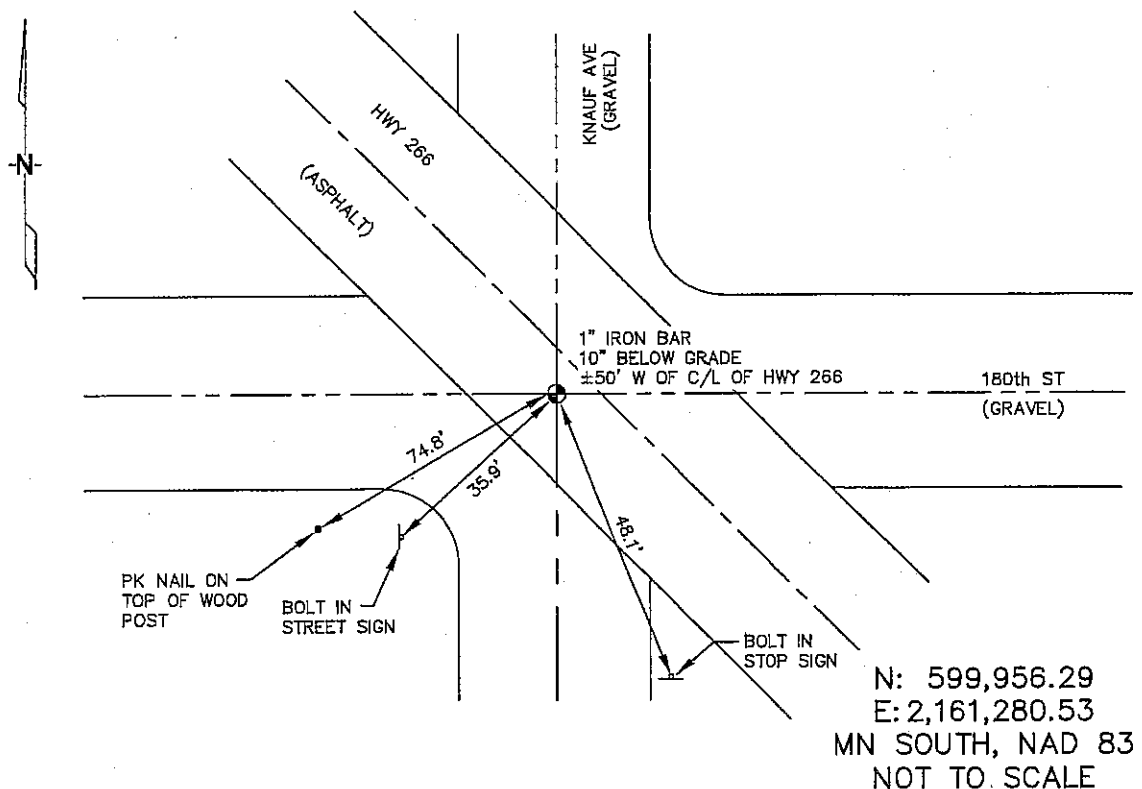 N
HWY 266
(ASPHALT)
KNAUF AVE
(GRAVEL)
1" IRON BAR
10" BELOW GRADE
±50' W OF C/L OF HWY 266
180th ST
(GRAVEL)
74.8'
35.9'
48.1'
PK NAIL ON
TOP OF WOOD
POST
BOLT IN
STREET SIGN
BOLT IN
STOP SIGN
N: 599,956.29
E: 2,161,280.53
MN SOUTH, NAD 83
NOT TO SCALE